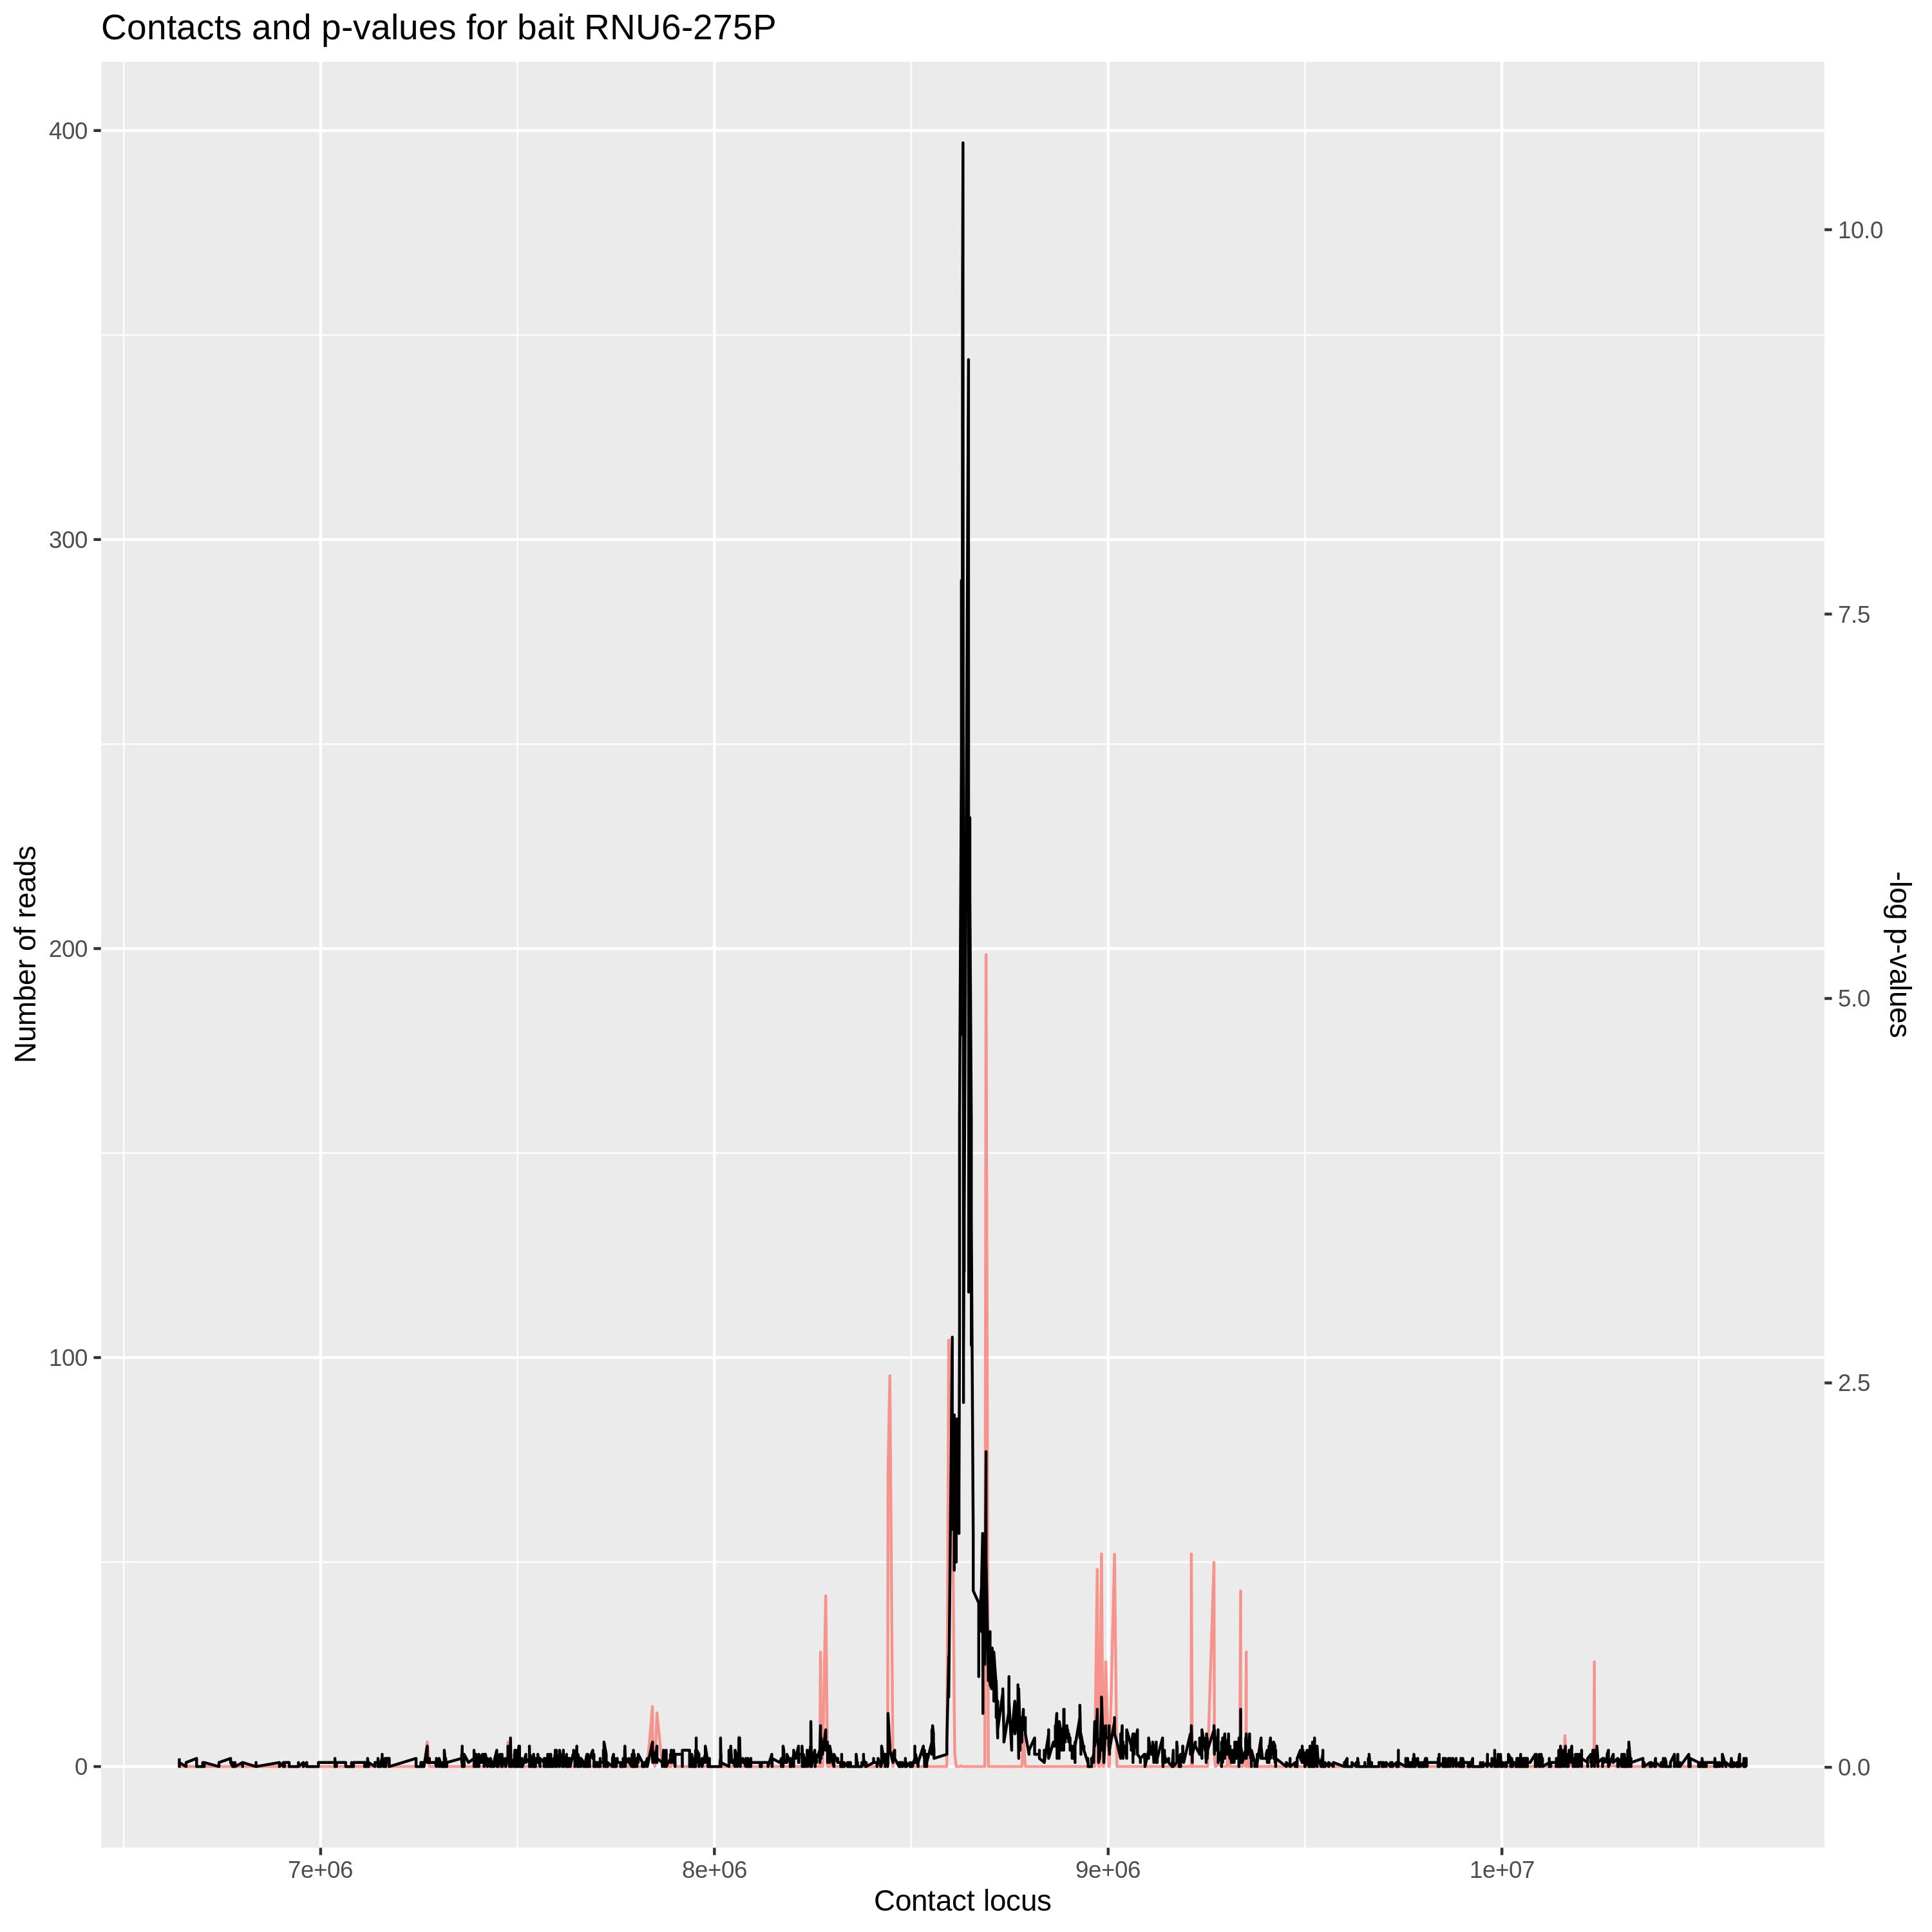 Contacts and p-values for bait RNU6-275P
400
300
200
100
0
Number of reads
10.0
7.5
5.0
2.5
0.0
-log p-values
7e+06
8e+06
9e+06
1e+07
Contact locus